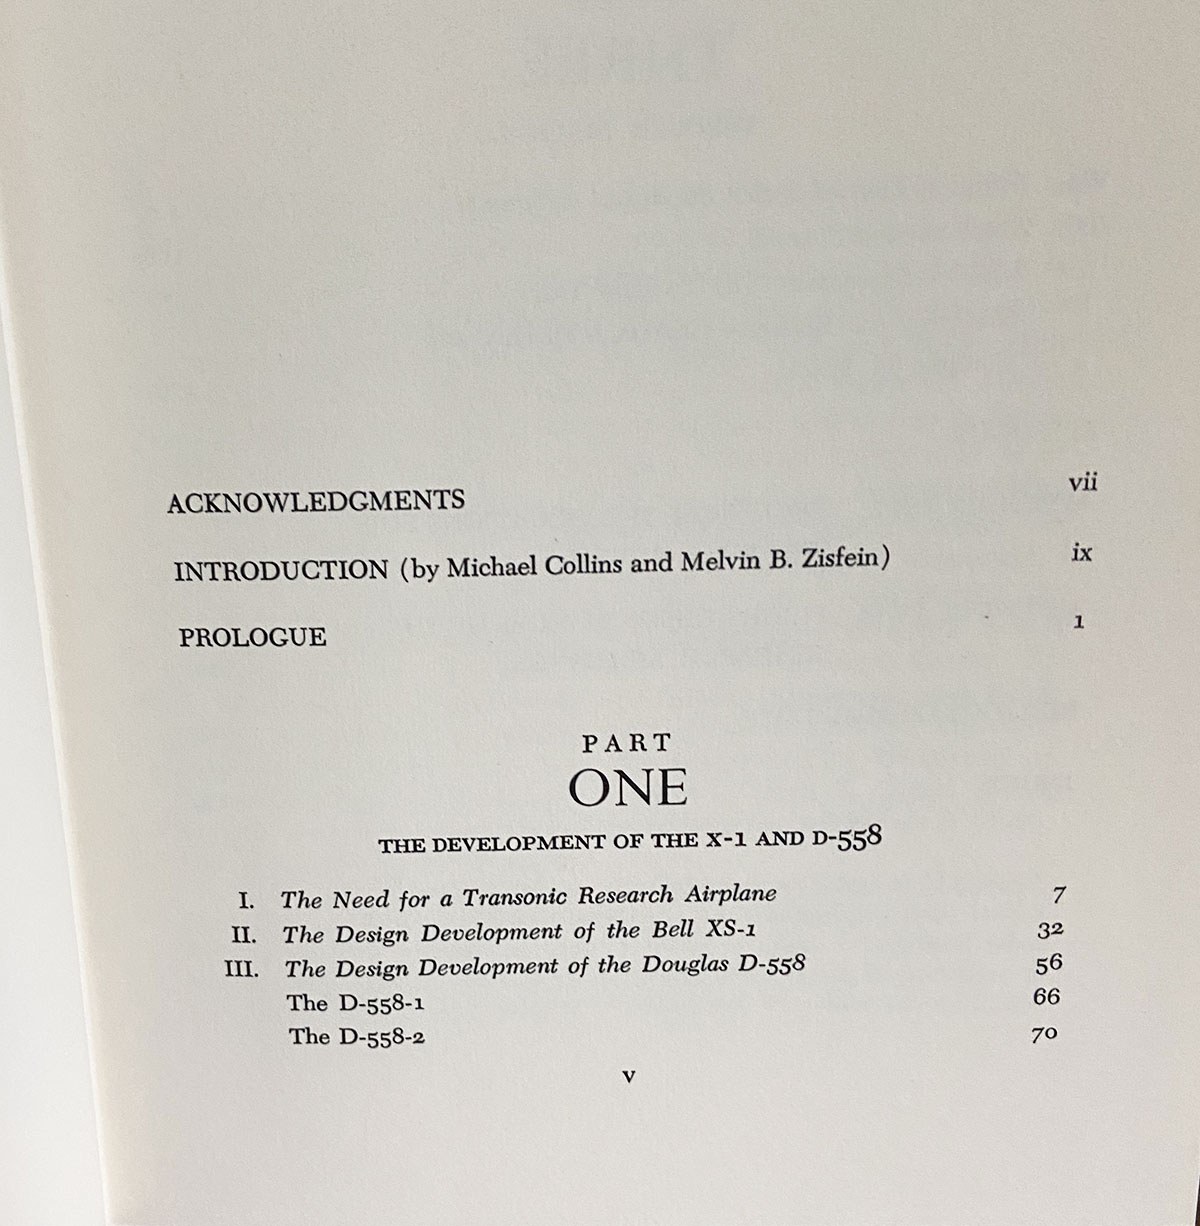 ACKNOWLEDGMENTS vii
INTRODUCTION (by Michael Collins and Melvin B. Zisfein) ix
PROLOGUE 1
PART
ONE
THE DEVELOPMENT OF THE X-1 AND D-558
I. The Need for a Transonic Research Airplane 7
II. The Design Development of the Bell XS-1 32
III. The Design Development of the Douglas D-558 56
The D-558-1 66
The D-558-2 70
v